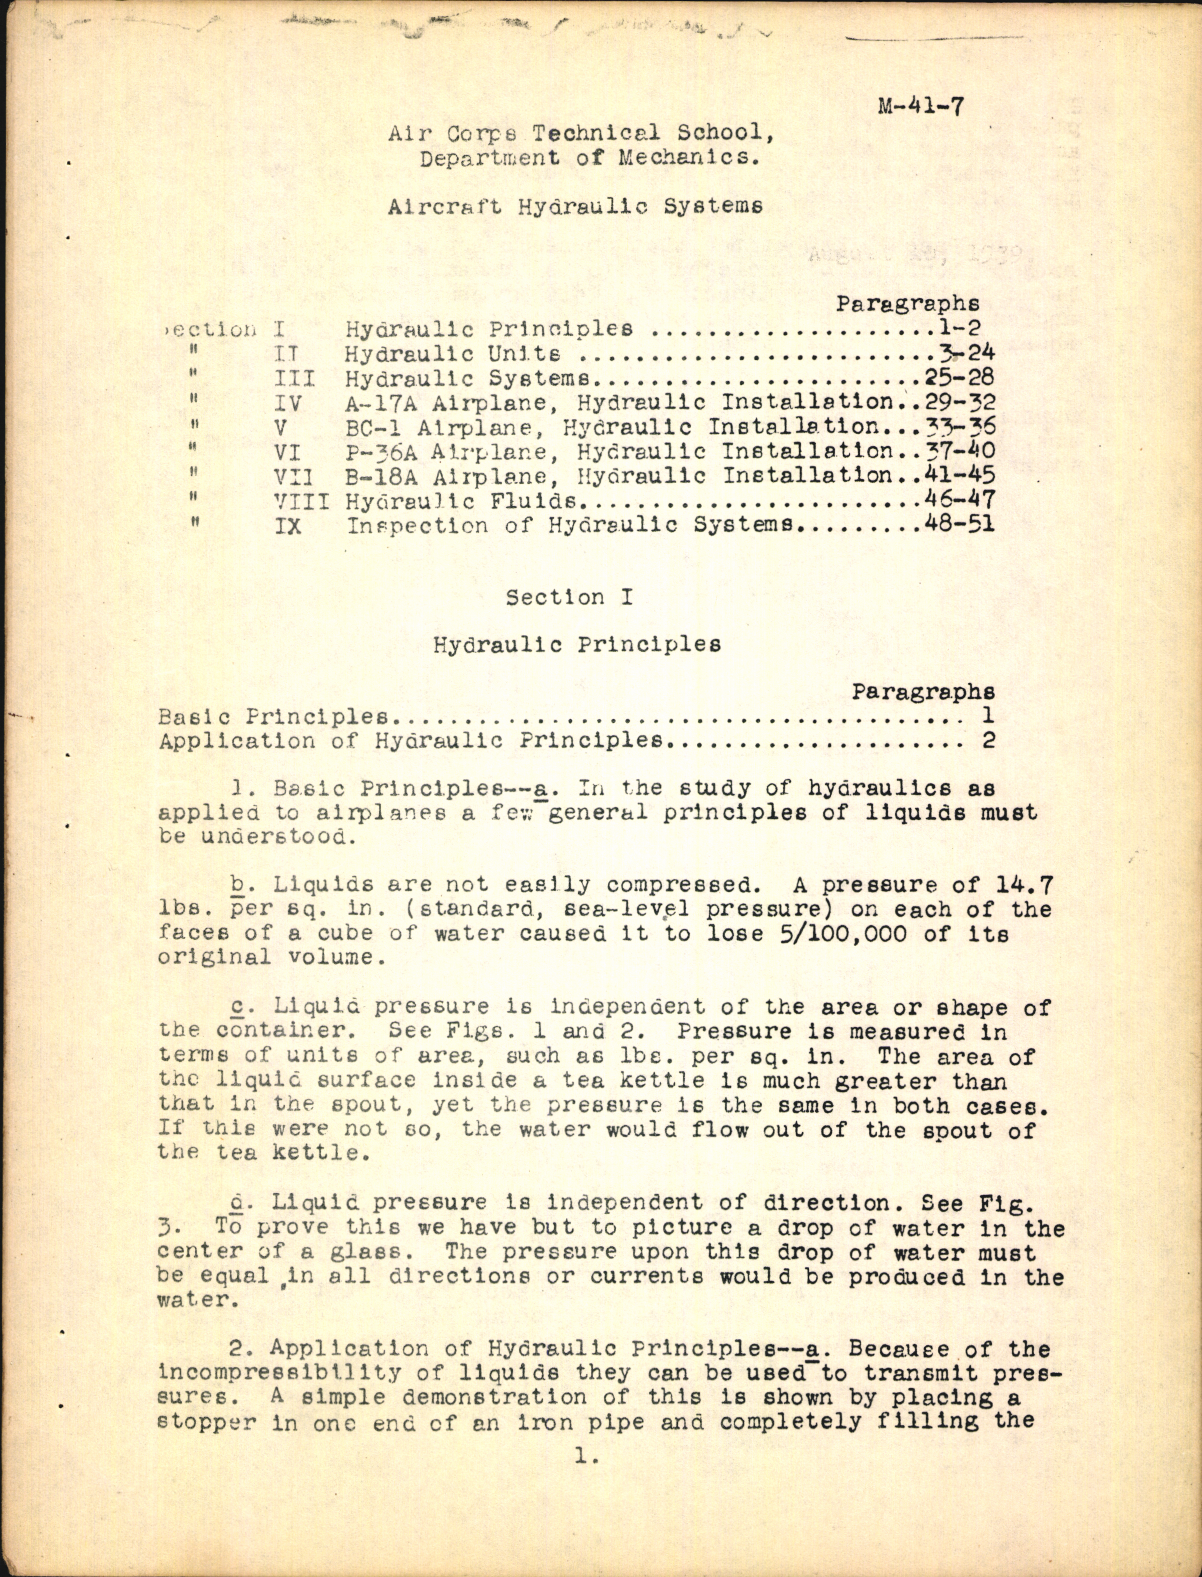 M-41-7
Air Corps Technical School,
Department of Mechanics.
Aircraft Hydraulic Systems
August 28, 1939
Paragraphs
ection I Hydraulic Principles ....................1-2
" II Hydraulic Units .........................3-24
" III Hydraulic Systems.......................25-28
" IV A-17A Airplane, Hydraulic Installation..29-32
" V BC-1 Airplane, Hydraulic Installation...33-36
" VI P-36A Airplane, Hydraulic Installation..37-40
" VII B-18A Airplane, Hydraulic Installation..41-45
" VIII Hydraulic Fluids........................46-47
" IX Inspection of Hydraulic Systems.........48-51
Section I
Hydraulic Principles
Paragraphs
Basic Principles........................................ 1
Application of Hydraulic Principles..................... 2
1. Basic Principles--a. In the study of hydraulics as
applied to airplanes a few general principles of liquids must
be understood.
b. Liquids are not easily compressed. A pressure of 14.7
lbs. per sq. in. (standard, sea-level pressure) on each of the
faces of a cube of water caused it to lose 5/100,000 of its
original volume.
c. Liquid pressure is independent of the area or shape of
the container. See Figs. 1 and 2. Pressure is measured in
terms of units of area, such as lbs. per sq. in. The area of
the liquid surface inside a tea kettle is much greater than
that in the spout, yet the pressure is the same in both cases.
If this were not so, the water would flow out of the spout of
the tea kettle.
d. Liquid pressure is independent of direction. See Fig.
3. To prove this we have but to picture a drop of water in the
center of a glass. The pressure upon this drop of water must
be equal in all directions or currents would be produced in the
water.
2. Application of Hydraulic Principles--a. Because of the
incompressibility of liquids they can be used to transmit pres-
sures. A simple demonstration of this is shown by placing a
stopper in one end of an iron pipe and completely filling the
1.